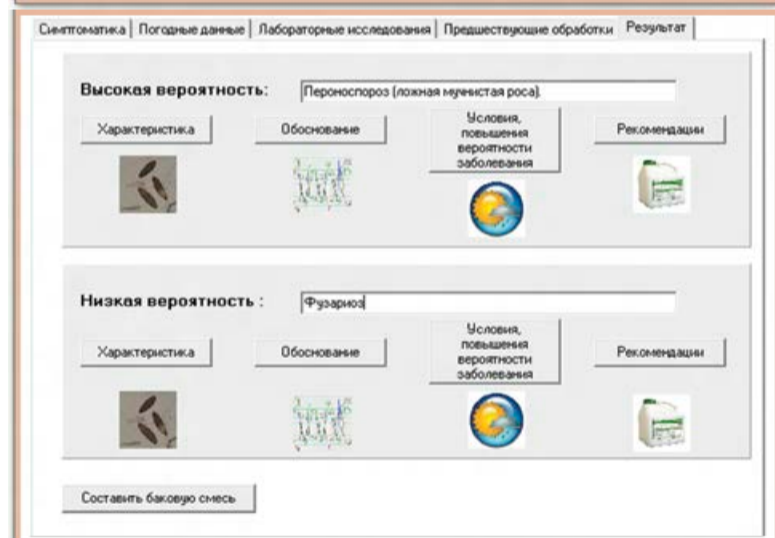 Симптоматика Погодные данные Лабораторные исследования Предшествующие обработки Результат
Высокая вероятность: Пероноспороз (ложная мучнистая роса).
Характеристика Обоснование Условия, повышения вероятности заболевания Рекомендации
Низкая вероятность : Фузариоз
Характеристика Обоснование Условия, повышения вероятности заболевания Рекомендации
Составить баковую смесь